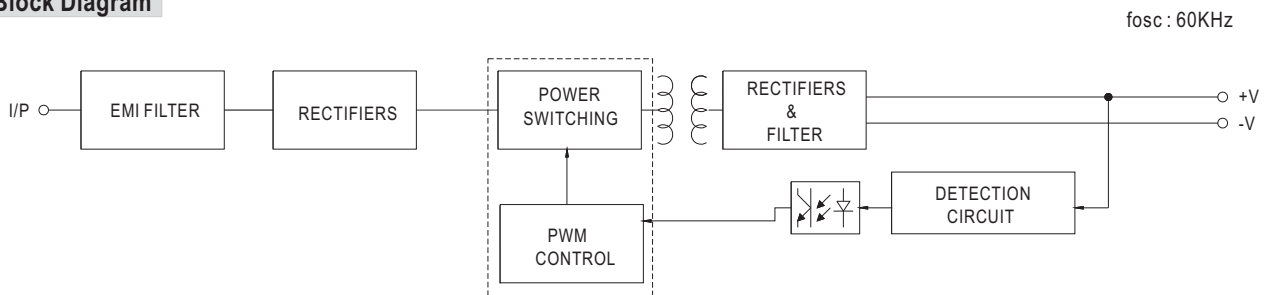 Block Diagram
fosc : 60KHz
I/P
EMI FILTER
RECTIFIERS
POWER
SWITCHING
RECTIFIERS
&
FILTER
+V
-V
DETECTION
CIRCUIT
PWM
CONTROL